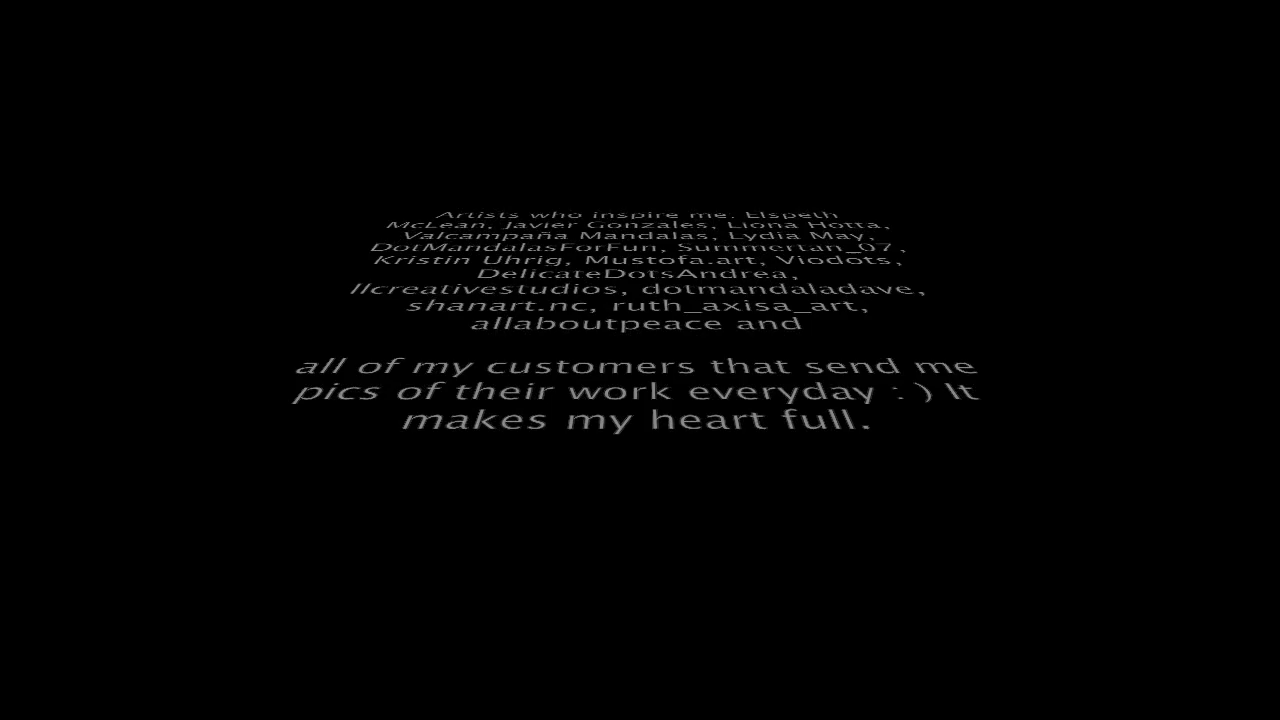 Artists who inspire me: Elspeth
McLean, Javier Gonzales, Liona Hotta,
Valcampaña Mandalas, Lydia May,
DotMandalasForFun, Summertan_07,
Kristin Uhrig, Mustofa.art, Viodots,
DelicateDotsAndrea,
llcreativestudios, dotmandaladave,
shanart.nc, ruth_axisa_art,
allaboutpeace and
all of my customers that send me
pics of their work everyday : ) It
makes my heart full.